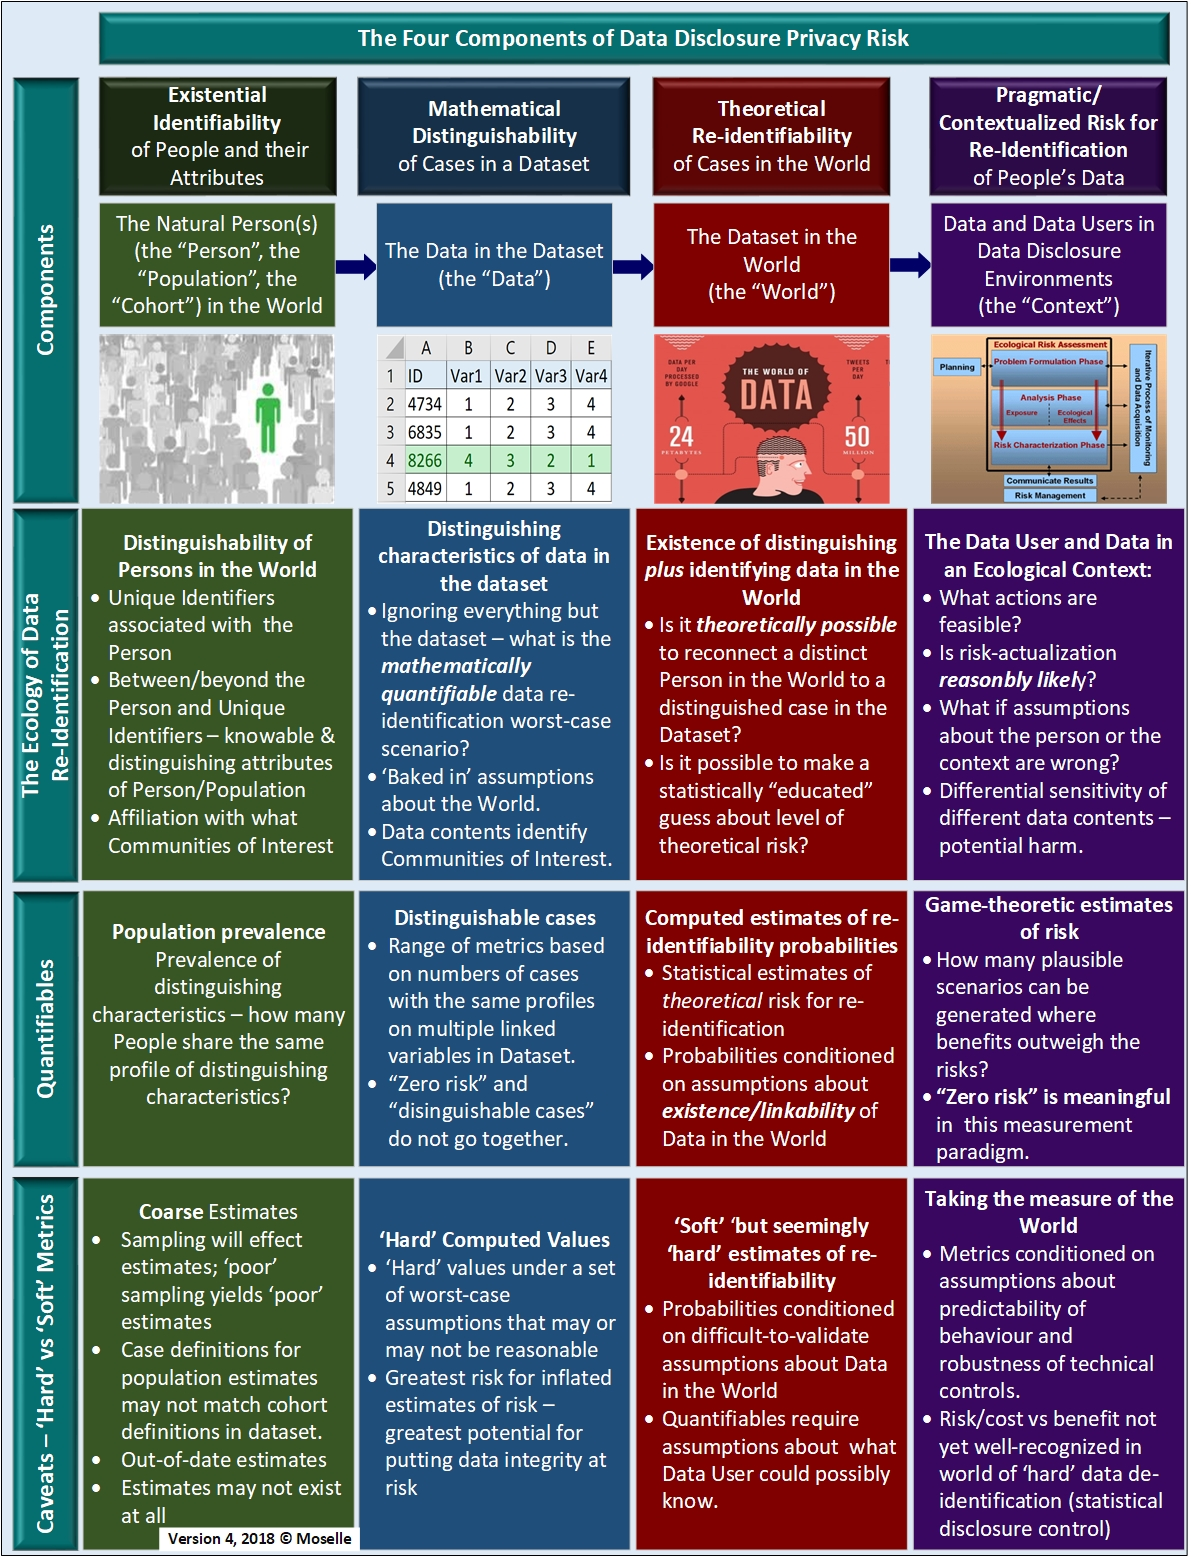 The Four Components of Data Disclosure Privacy Risk
Components
Existential
Identifiability
of People and their
Attributes
Mathematical
Distinguishability
of Cases in a Dataset
Theoretical
Re-identifiability
of Cases in the World
Pragmatic/
Contextualized Risk for
Re-Identification
of People's Data
The Natural Person(s)
(the “Person”, the
“Population”, the
“Cohort”) in the World
The Data in the Dataset
(the “Data”)
The Dataset in the
World
(the “World”)
Data and Data Users in
Data Disclosure
Environments
(the “Context”)
A B C D E
1 ID Var1 Var2 Var3 Var4
2 4734 1 2 3 4
3 6835 1 2 3 4
4 8266 4 3 2 1
5 4849 1 2 3 4
DATA PER
DAY
PROCESSED
BY GOOGLE
24
PETABYTES
THE WORLD OF
DATA
TWEETS
PER
DAY
50
MILLION
Ecological Risk Assessment
Planning
Problem Formulation Phase
Analysis Phase
Exposure
Ecological
Effects
Risk Characterization Phase
Communicate Results
Risk Management
Iterative Process of Monitoring
and Data Acquisition
The Ecology of Data
Re-Identification
Distinguishability of
Persons in the World
• Unique Identifiers
associated with the
Person
• Between/beyond the
Person and Unique
Identifiers – knowable &
distinguishing attributes
of Person/Population
• Affiliation with what
Communities of Interest
Distinguishing
characteristics of data in
the dataset
• Ignoring everything but
the dataset – what is the
mathematically
quantifiable data re-
identification worst-case
scenario?
• ‘Baked in’ assumptions
about the World.
• Data contents identify
Communities of Interest.
Existence of distinguishing
plus identifying data in the
World
• Is it theoretically possible
to reconnect a distinct
Person in the World to a
distinguished case in the
Dataset?
• Is it possible to make a
statistically “educated”
guess about level of
theoretical risk?
The Data User and Data in
an Ecological Context:
• What actions are
feasible?
• Is risk-actualization
reasonbly likely?
• What if assumptions
about the person or the
context are wrong?
• Differential sensitivity of
different data contents –
potential harm.
Quantifiables
Population prevalence
Prevalence of
distinguishing
characteristics – how many
People share the same
profile of distinguishing
characteristics?
Distinguishable cases
• Range of metrics based
on numbers of cases
with the same profiles
on multiple linked
variables in Dataset.
• “Zero risk” and
“disinguishable cases”
do not go together.
Computed estimates of re-
identifiability probabilities
• Statistical estimates of
theoretical risk for re-
identification
• Probabilities conditioned
on assumptions about
existence/linkability of
Data in the World
Game-theoretic estimates
of risk
• How many plausible
scenarios can be
generated where
benefits outweigh the
risks?
• “Zero risk” is meaningful
in this measurement
paradigm.
Caveats – ‘Hard’ vs ‘Soft’ Metrics
Coarse Estimates
• Sampling will effect
estimates; ‘poor’
sampling yields ‘poor’
estimates
• Case definitions for
population estimates
may not match cohort
definitions in dataset.
• Out-of-date estimates
• Estimates may not exist
at all
‘Hard’ Computed Values
• ‘Hard’ values under a set
of worst-case
assumptions that may or
may not be reasonable
• Greatest risk for inflated
estimates of risk –
greatest potential for
putting data integrity at
risk
‘Soft’ ‘but seemingly
‘hard’ estimates of re-
identifiability
• Probabilities conditioned
on difficult-to-validate
assumptions about Data
in the World
• Quantifiables require
assumptions about what
Data User could possibly
know.
Taking the measure of the
World
• Metrics conditioned on
assumptions about
predictability of
behaviour and
robustness of technical
controls.
• Risk/cost vs benefit not
yet well-recognized in
world of ‘hard’ data de-
identification (statistical
disclosure control)
Version 4, 2018 © Moselle